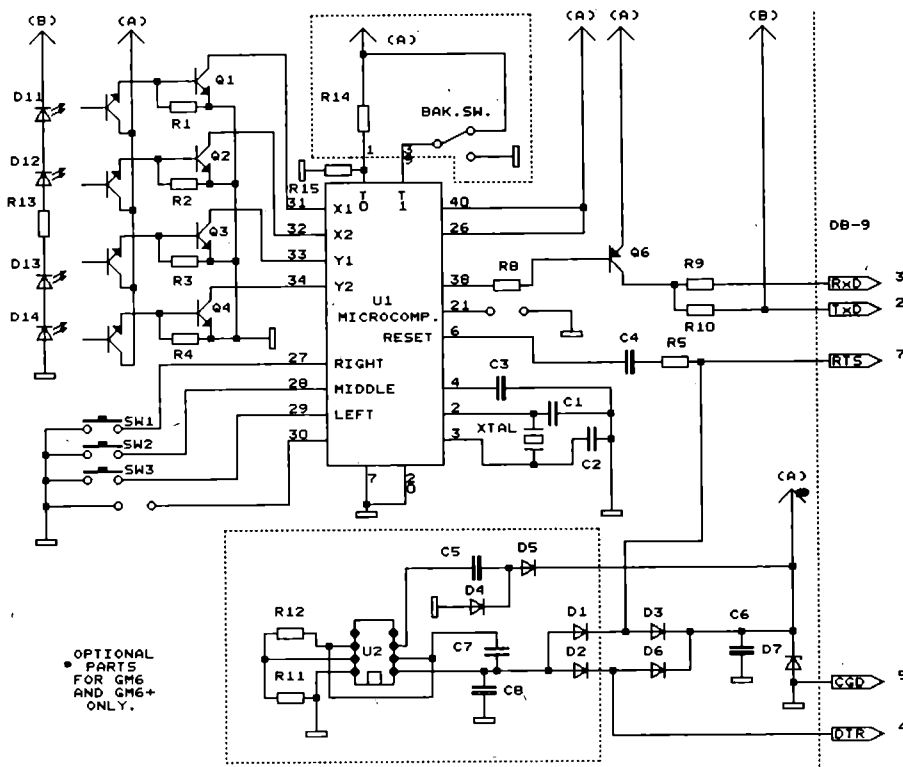 (B)
(A)
(A)
(A)
(A)
(B)
D11
Q1
R14
BAK.SW.
R1
D12
Q2
1
39
R13
R2
R15
T0
T1
31
X1
40
DB-9
Q3
32
X2
26
Q6
D13
R3
33
Y1
R8
R9
RxD
3
Q4
34
Y2
38
D14
U1
MICROCOMP.
21
R10
TxD
2
R4
RESET
6
C4
R5
RTS
7
27
RIGHT
C3
28
MIDDLE
4
SW1
29
LEFT
2
C1
SW2
30
XTAL
3
C2
SW3
7
20
(A)
C5
D5
D4
R12
D1
D3
C6
U2
C7
D7
D2
D6
R11
C8
CGD
5
DTR
4
OPTIONAL
PARTS
FOR GM6
AND GM6+
ONLY.